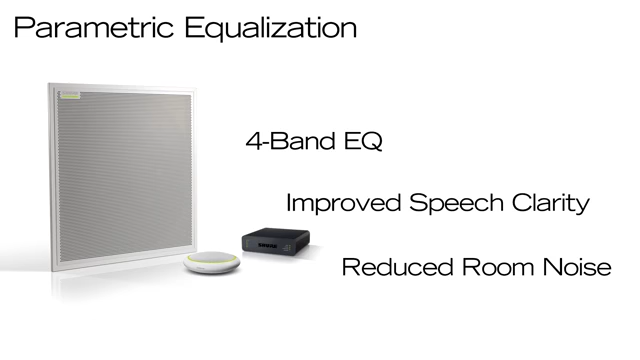 Parametric Equalization
4-Band EQ
Improved Speech Clarity
Reduced Room Noise